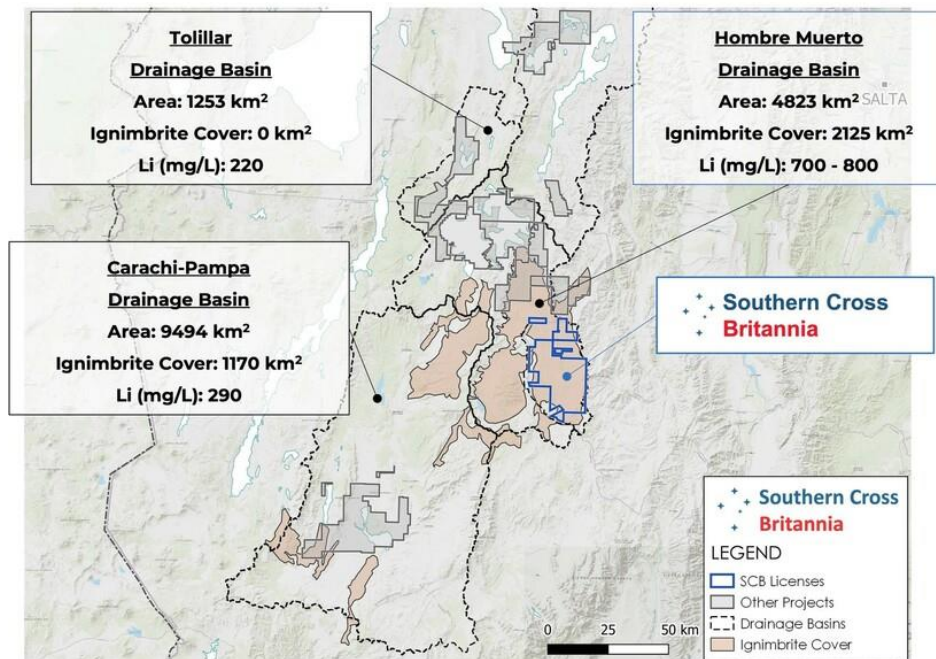 Tolillar
Drainage Basin
Area: 1253 km²
Ignimbrite Cover: 0 km²
Li (mg/L): 220
Hombre Muerto
Drainage Basin
Area: 4823 km²
Ignimbrite Cover: 2125 km²
Li (mg/L): 700 - 800
SALTA
Carachi-Pampa
Drainage Basin
Area: 9494 km²
Ignimbrite Cover: 1170 km²
Li (mg/L): 290
Southern Cross
Britannia
Southern Cross
Britannia
LEGEND
SCB Licenses
Other Projects
Drainage Basins
Ignimbrite Cover
0 25 50 km